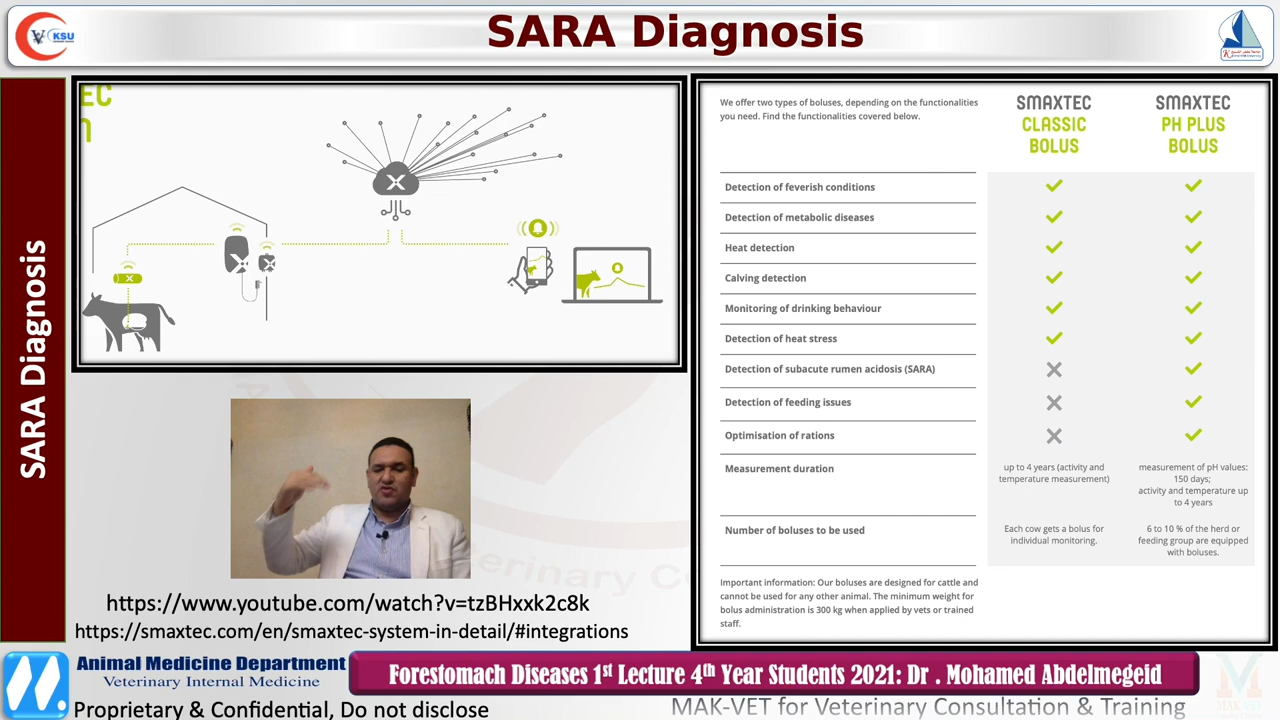 SARA Diagnosis
KSU
SARA Diagnosis
EC
We offer two types of boluses, depending on the functionalities
you need. Find the functionalities covered below.
SMAXTEC
CLASSIC
BOLUS
SMAXTEC
PH PLUS
BOLUS
Detection of feverish conditions
Detection of metabolic diseases
Heat detection
Calving detection
Monitoring of drinking behaviour
Detection of heat stress
Detection of subacute rumen acidosis (SARA)
Detection of feeding issues
Optimisation of rations
Measurement duration
up to 4 years (activity and
temperature measurement)
measurement of pH values:
150 days;
activity and temperature up
to 4 years
Number of boluses to be used
Each cow gets a bolus for
individual monitoring.
6 to 10 % of the herd or
feeding group are equipped
with boluses.
Important information: Our boluses are designed for cattle and
cannot be used for any other animal. The minimum weight for
bolus administration is 300 kg when applied by vets or trained
staff.
https://www.youtube.com/watch?v=tzBHxxk2c8k
https://smaxtec.com/en/smaxtec-system-in-detail/#integrations
Animal Medicine Department
Veterinary Internal Medicine
Forestomach Diseases 1st Lecture 4th Year Students 2021: Dr . Mohamed Abdelmegeid
Proprietary & Confidential, Do not disclose
MAK-VET for Veterinary Consultation & Training